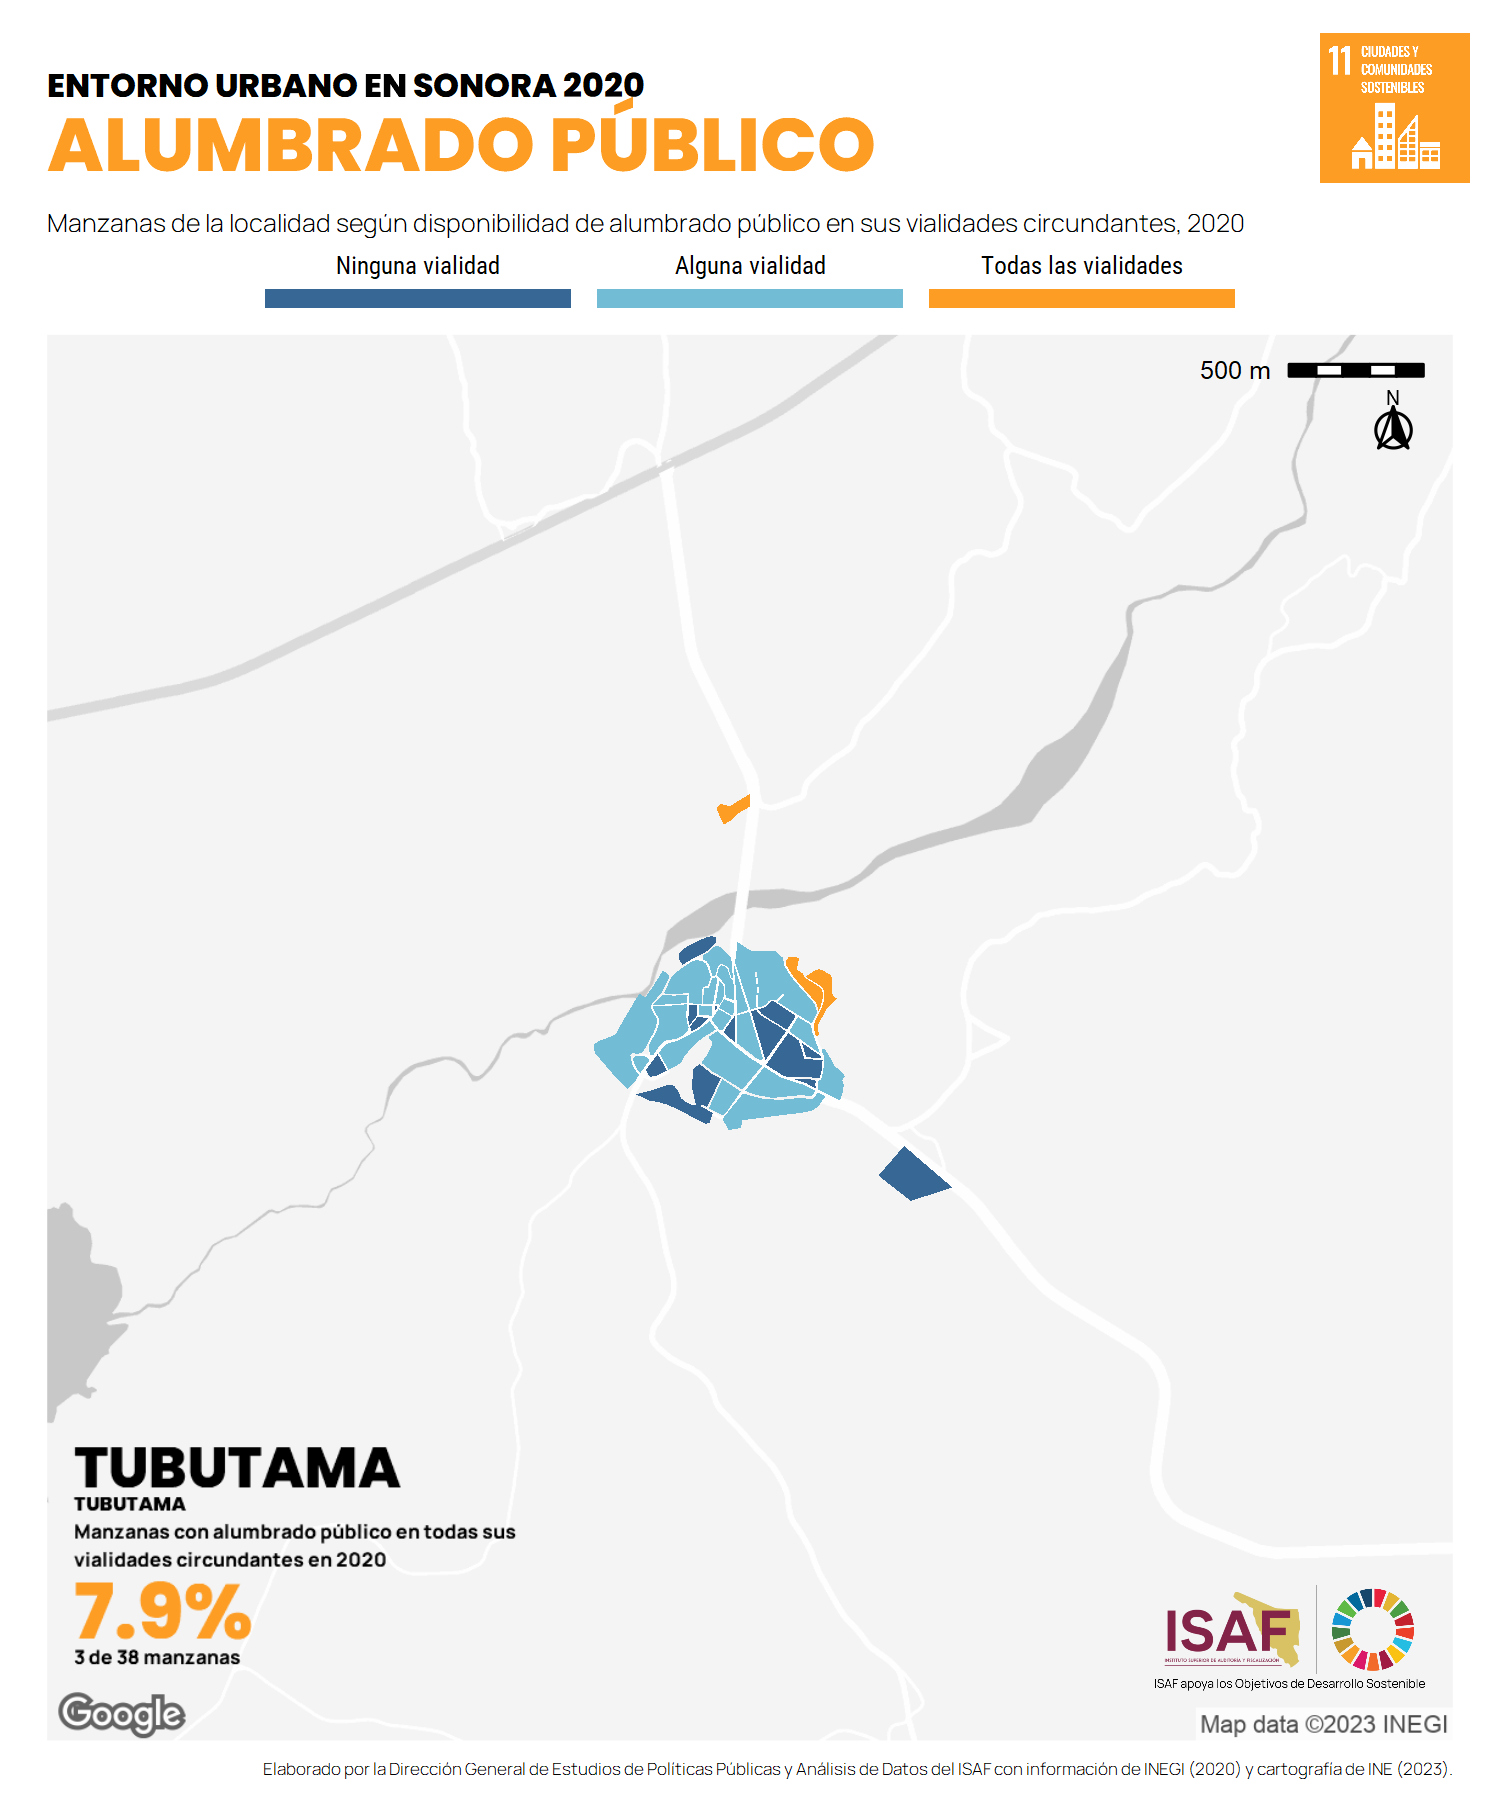 ENTORNO URBANO EN SONORA 2020
ALUMBRADO PÚBLICO
11 CIUDADES Y
COMUNIDADES
SOSTENIBLES
Manzanas de la localidad según disponibilidad de alumbrado público en sus vialidades circundantes, 2020
Ninguna vialidad
Alguna vialidad
Todas las vialidades
500 m
N
TUBUTAMA
TUBUTAMA
Manzanas con alumbrado público en todas sus
vialidades circundantes en 2020
7.9%
3 de 38 manzanas
Google
ISAF
INSTITUTO SUPERIOR DE AUDITORÍA Y FISCALIZACIÓN
ISAF apoya los Objetivos de Desarrollo Sostenible
Map data ©2023 INEGI
Elaborado por la Dirección General de Estudios de Políticas Públicas y Análisis de Datos del ISAF con información de INEGI (2020) y cartografía de INE (2023).